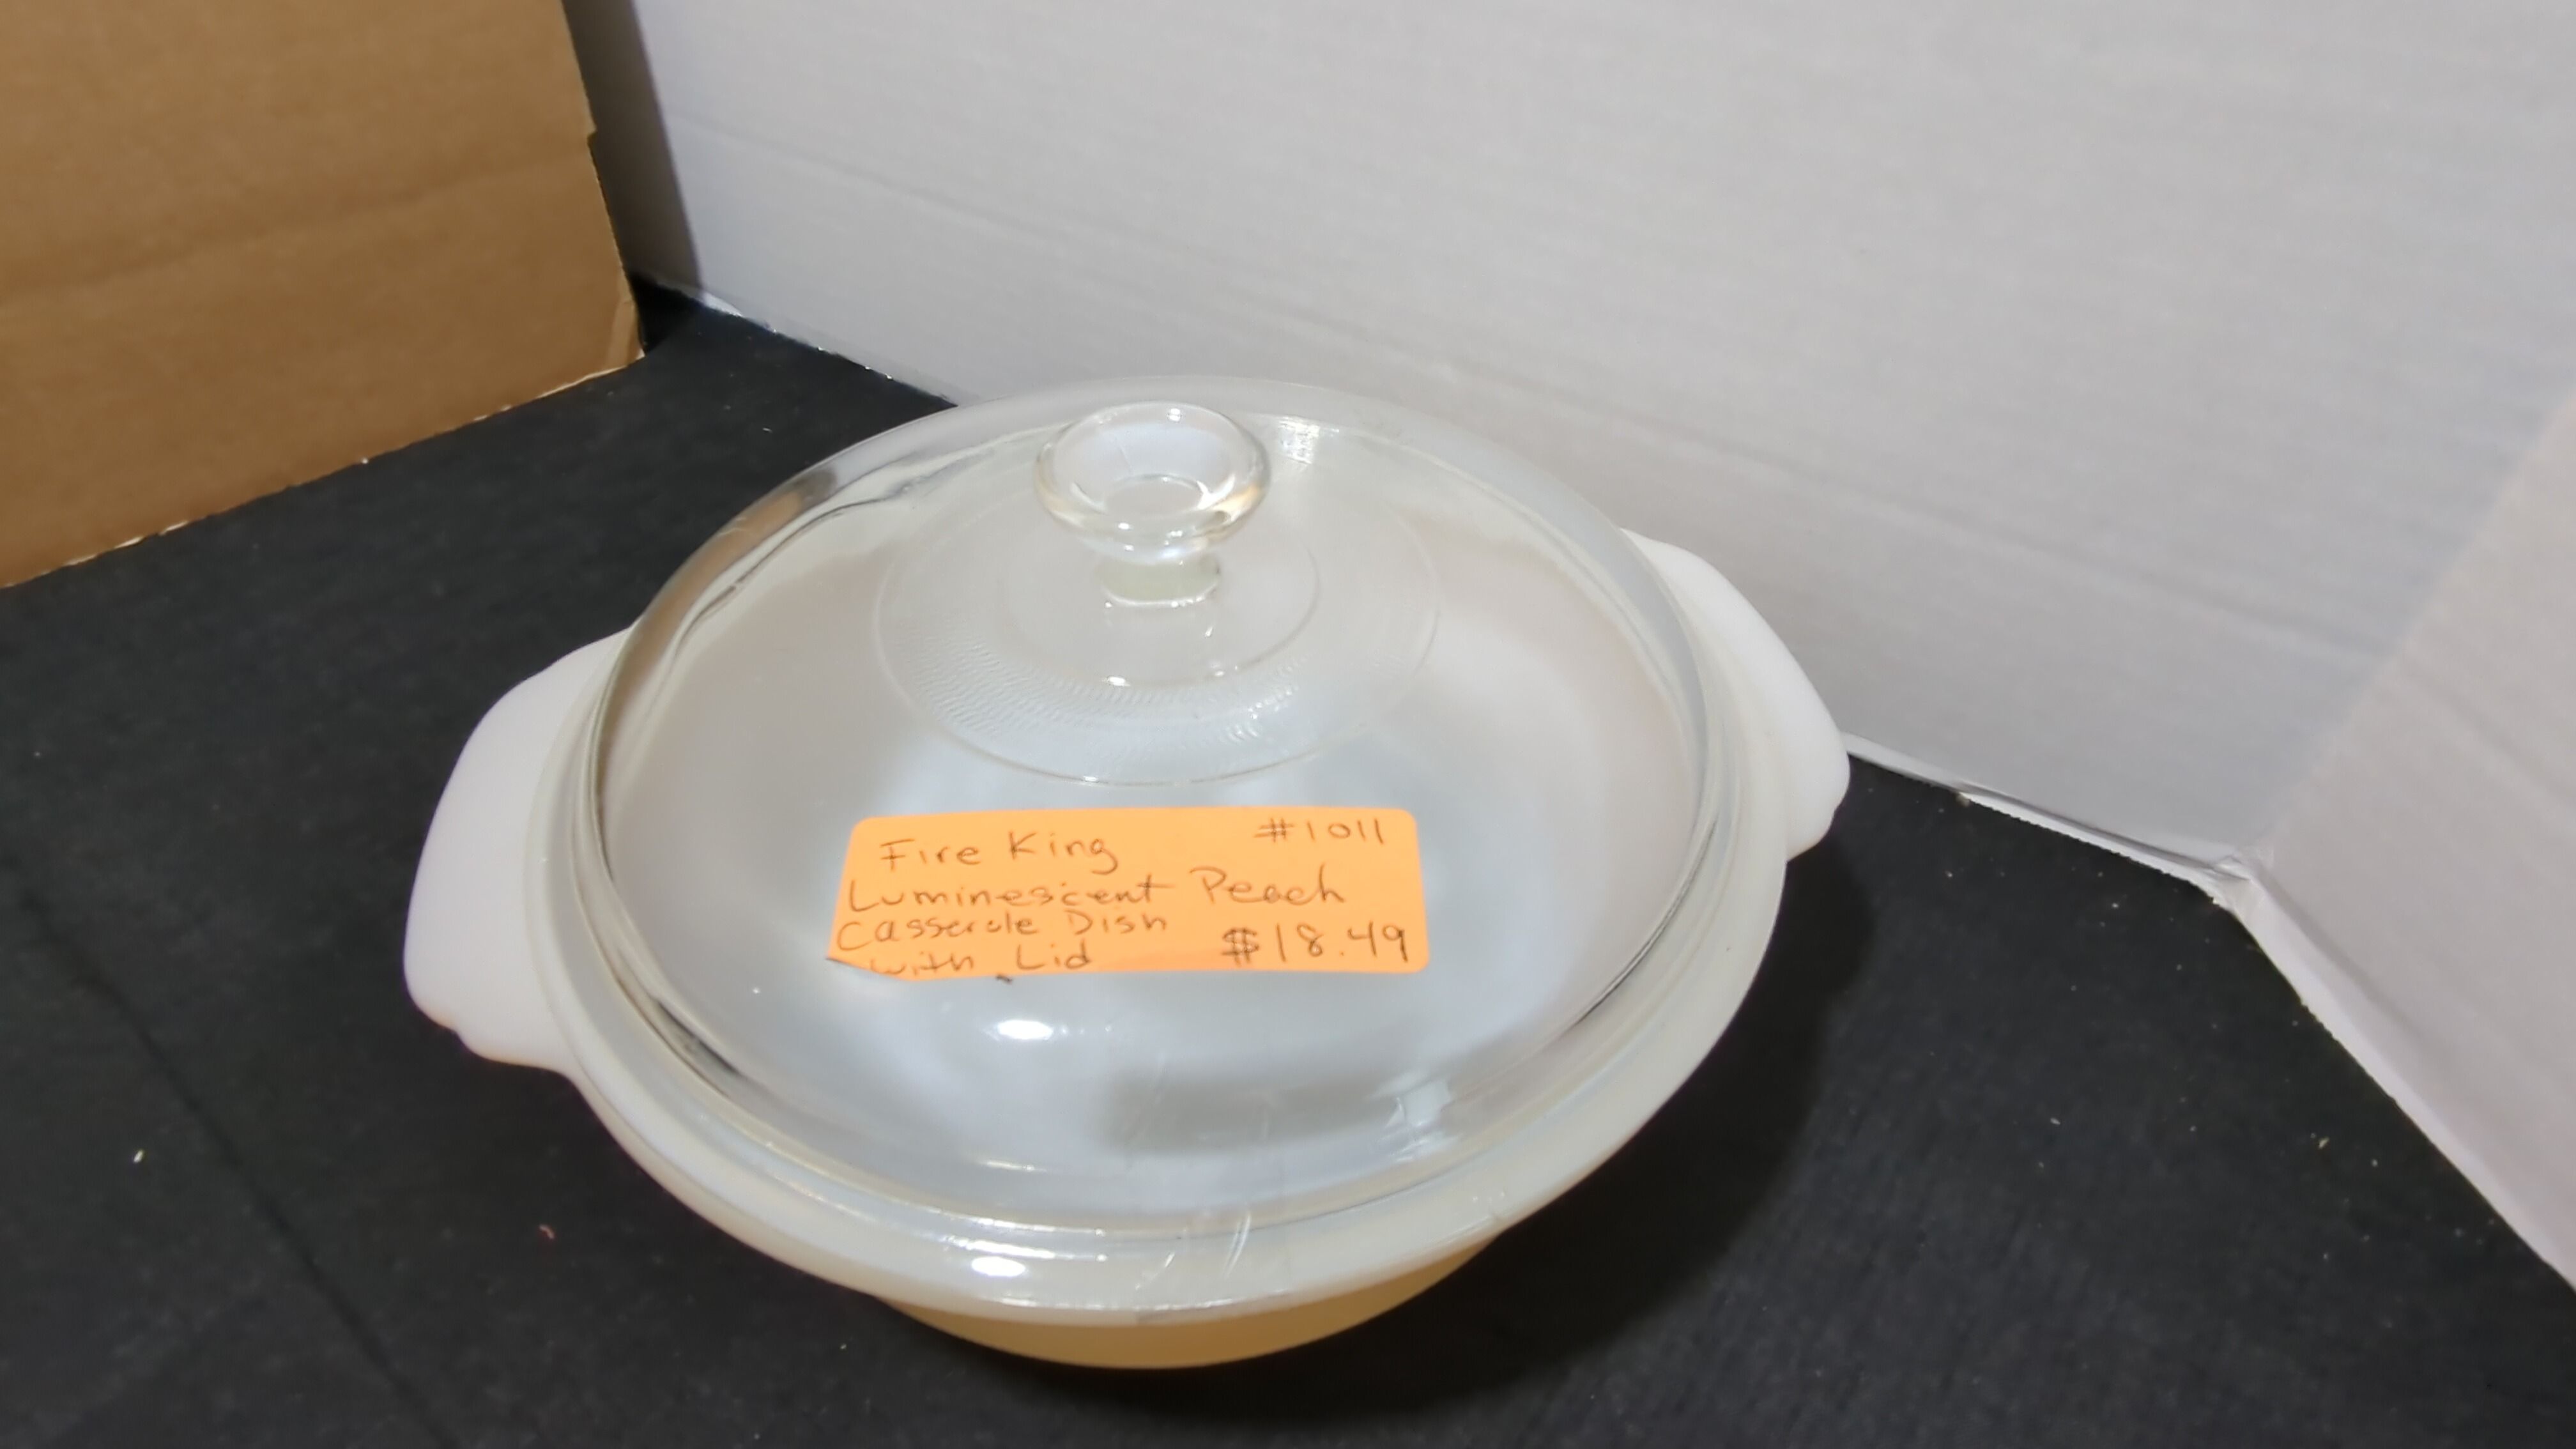 Fire King #1011
Luminescent Peach
Casserole Dish
with Lid $18.49